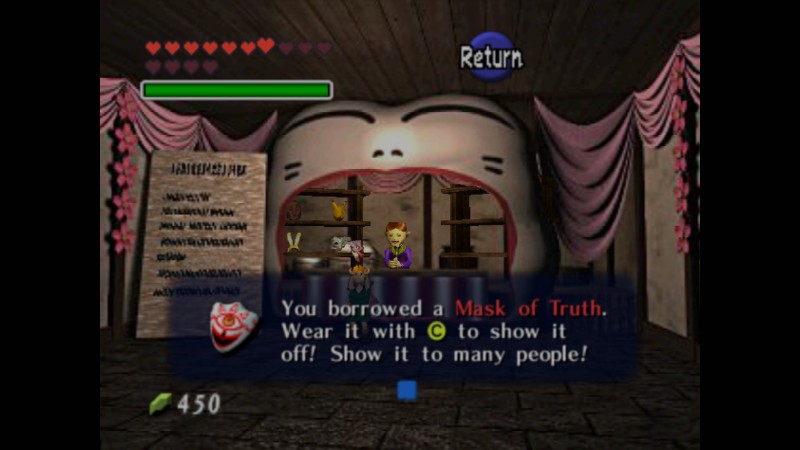 Return
You borrowed a Mask of Truth.
Wear it with C to show it
off! Show it to many people!
450